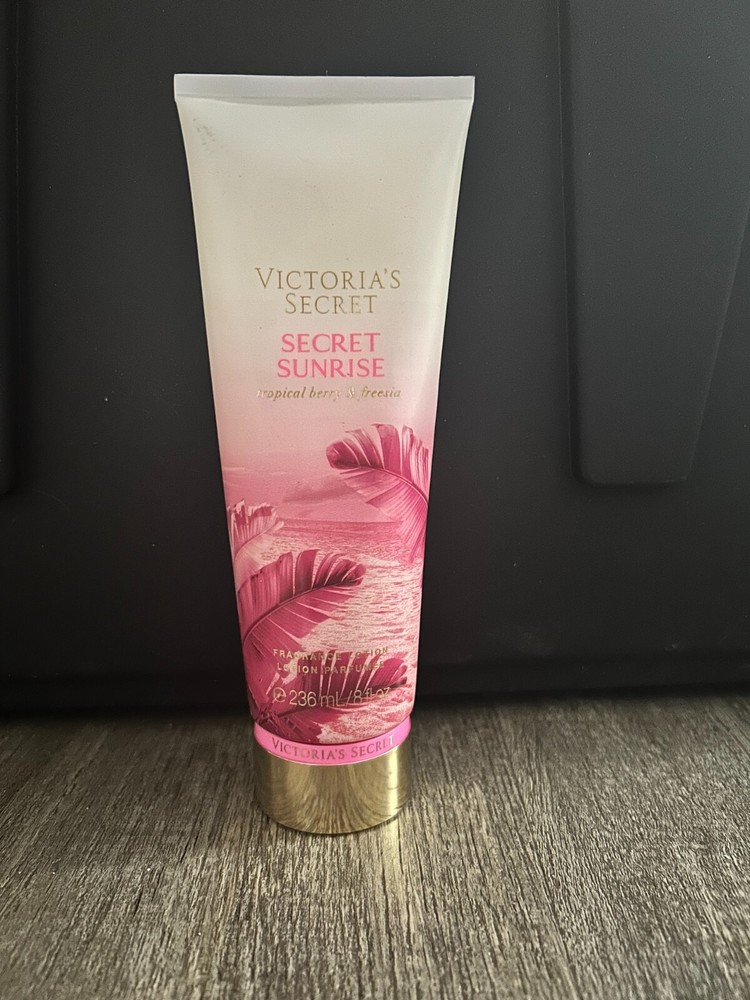 VICTORIA'S
SECRET
SECRET
SUNRISE
tropical berry & freesia
FRAGRANCE LOTION
LOTION PARFUMÉE
℮ 236 mL / 8 fl oz
VICTORIA'S SECRET